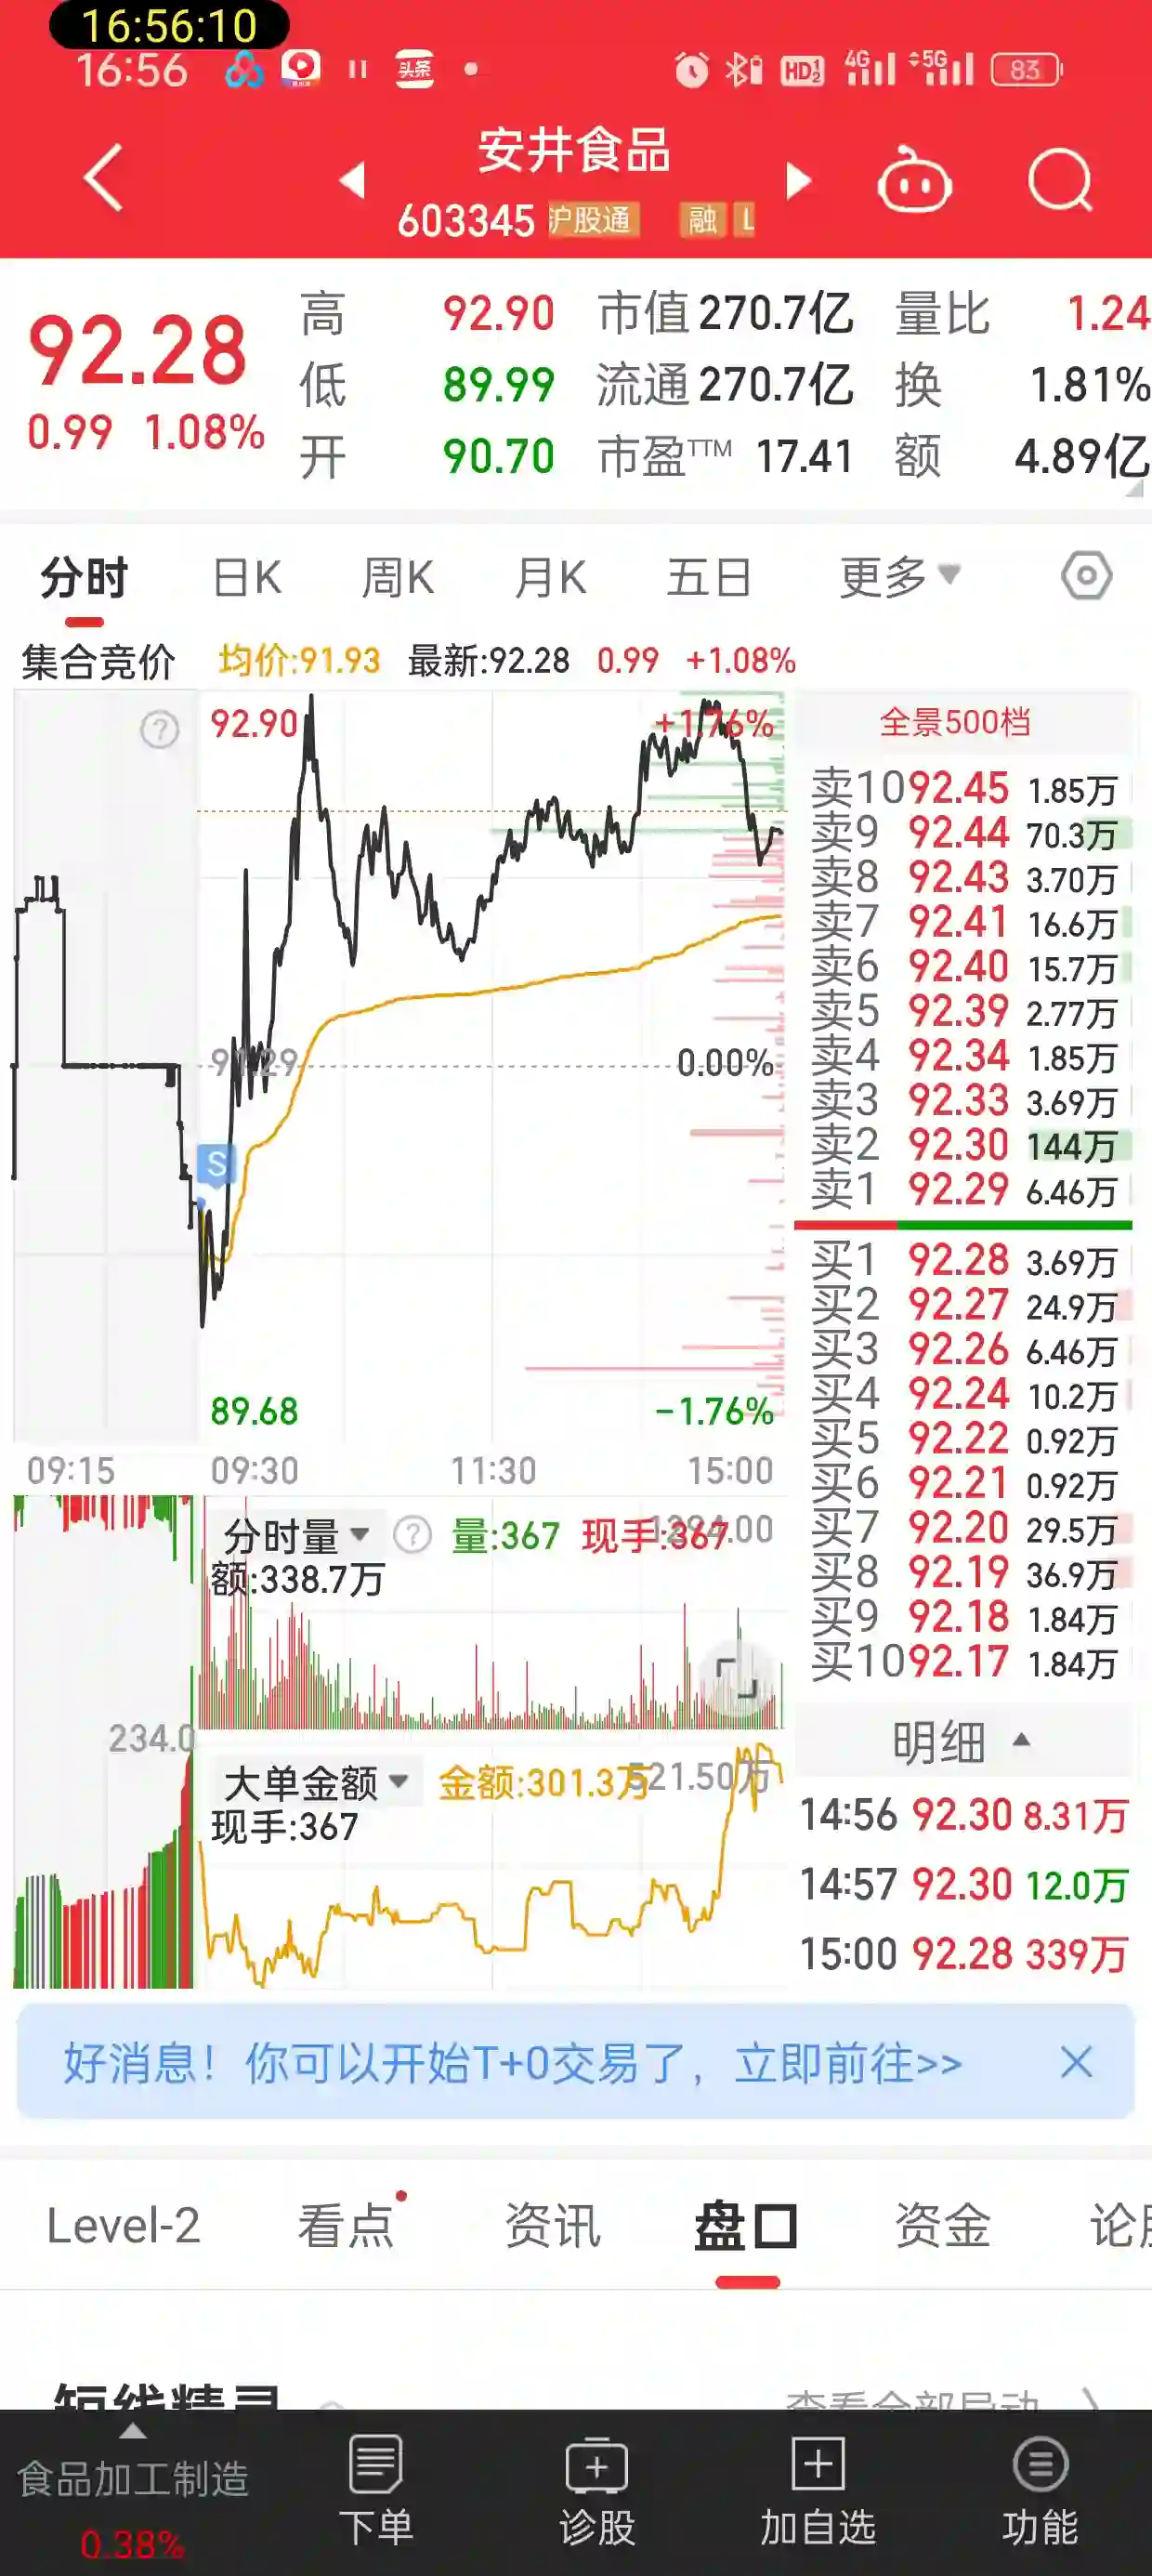 16:56:10
16:56 头条 HD 1 2 4G 5G 83
安井食品
603345 沪股通 融 L
92.28
0.99 1.08%
高 92.90 市值 270.7亿 量比 1.24
低 89.99 流通 270.7亿 换 1.81%
开 90.70 市盈TTM 17.41 额 4.89亿
分时 日K 周K 月K 五日 更多
集合竞价 均价:91.93 最新:92.28 0.99 +1.08%
92.90 +1.76%
91.29 0.00%
S
89.68 -1.76%
09:15 09:30 11:30 15:00
全景500档
卖10 92.45 1.85万
卖9 92.44 70.3万
卖8 92.43 3.70万
卖7 92.41 16.6万
卖6 92.40 15.7万
卖5 92.39 2.77万
卖4 92.34 1.85万
卖3 92.33 3.69万
卖2 92.30 144万
卖1 92.29 6.46万
买1 92.28 3.69万
买2 92.27 24.9万
买3 92.26 6.46万
买4 92.24 10.2万
买5 92.22 0.92万
买6 92.21 0.92万
买7 92.20 29.5万
买8 92.19 36.9万
买9 92.18 1.84万
买10 92.17 1.84万
分时量 ? 量:367 现手:367
额:338.7万
234.0
大单金额 金额:301.3万 521.50万
现手:367
明细
14:56 92.30 8.31万
14:57 92.30 12.0万
15:00 92.28 339万
好消息！你可以开始T+0交易了，立即前往>>
Level-2 看点 资讯 盘口 资金 论股
短线精灵 查看全部异动
食品加工制造
0.38%
下单 诊股 加自选 功能